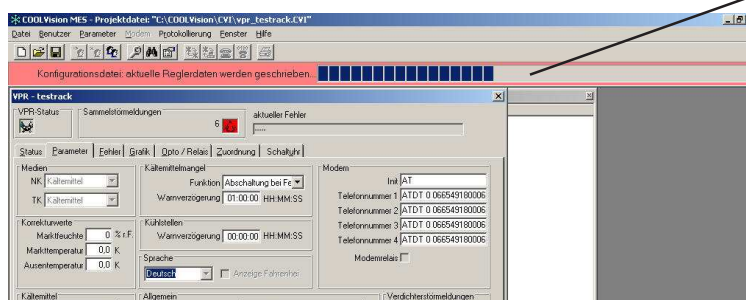 COOLVision MES - Projektdatei: "C:\COOLVision\CVI\vpr_testrack.CVI"
Datei Benutzer Parameter Modem Protokollierung Fenster Hilfe
Konfigurationsdatei: aktuelle Reglerdaten werden geschrieben...
VPR - testrack
VPR-Status Sammelstörmeldungen aktueller Fehler
6 -----
Status Parameter Fehler Grafik Opto / Relais Zuordnung Schaltuhr
Medien Kältemittelmangel Modem
NK Kältemittel Funktion Abschaltung bei Fe Init AT
TK Kältemittel Warnverzögerung 01:00:00 HH:MM:SS Telefonnummer 1 ATDT 0 066549180006
Telefonnummer 2 ATDT 0 066549180006
Korrekturwerte Kühlstellen Telefonnummer 3 ATDT 0 066549180006
Marktfeuchte 0 % r.F. Warnverzögerung 00:00:00 HH:MM:SS Telefonnummer 4 ATDT 0 066549180006
Markttemperatur 0,0 K Modemrelais
Aussentemperatur 0,0 K Sprache
Deutsch Anzeige Fahrenheit
Kältemittel Allgemein Verdichterstörmeldungen